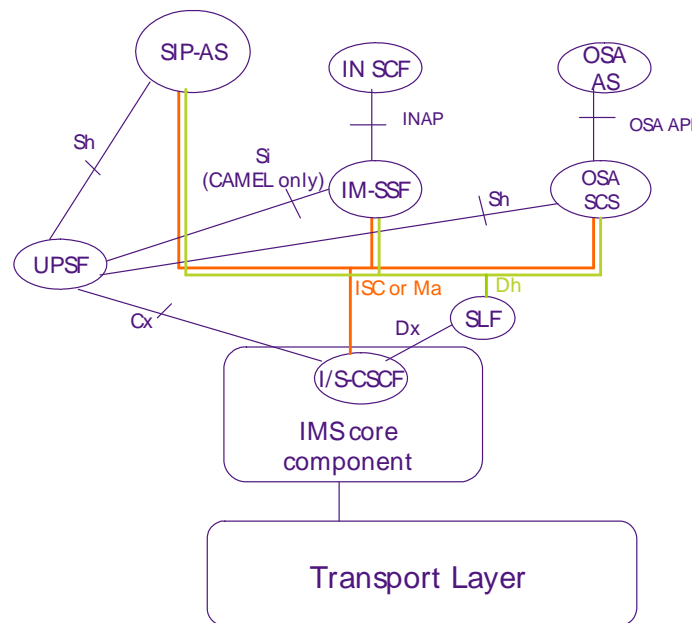 SIP-AS
IN SCF
OSA
AS
INAP
OSA API
Sh
Si
(CAMEL only)
IM-SSF
Sh
OSA
SCS
UPSF
ISC or Ma
Dh
Cx
Dx
SLF
I/S-CSCF
IMS core
component
Transport Layer